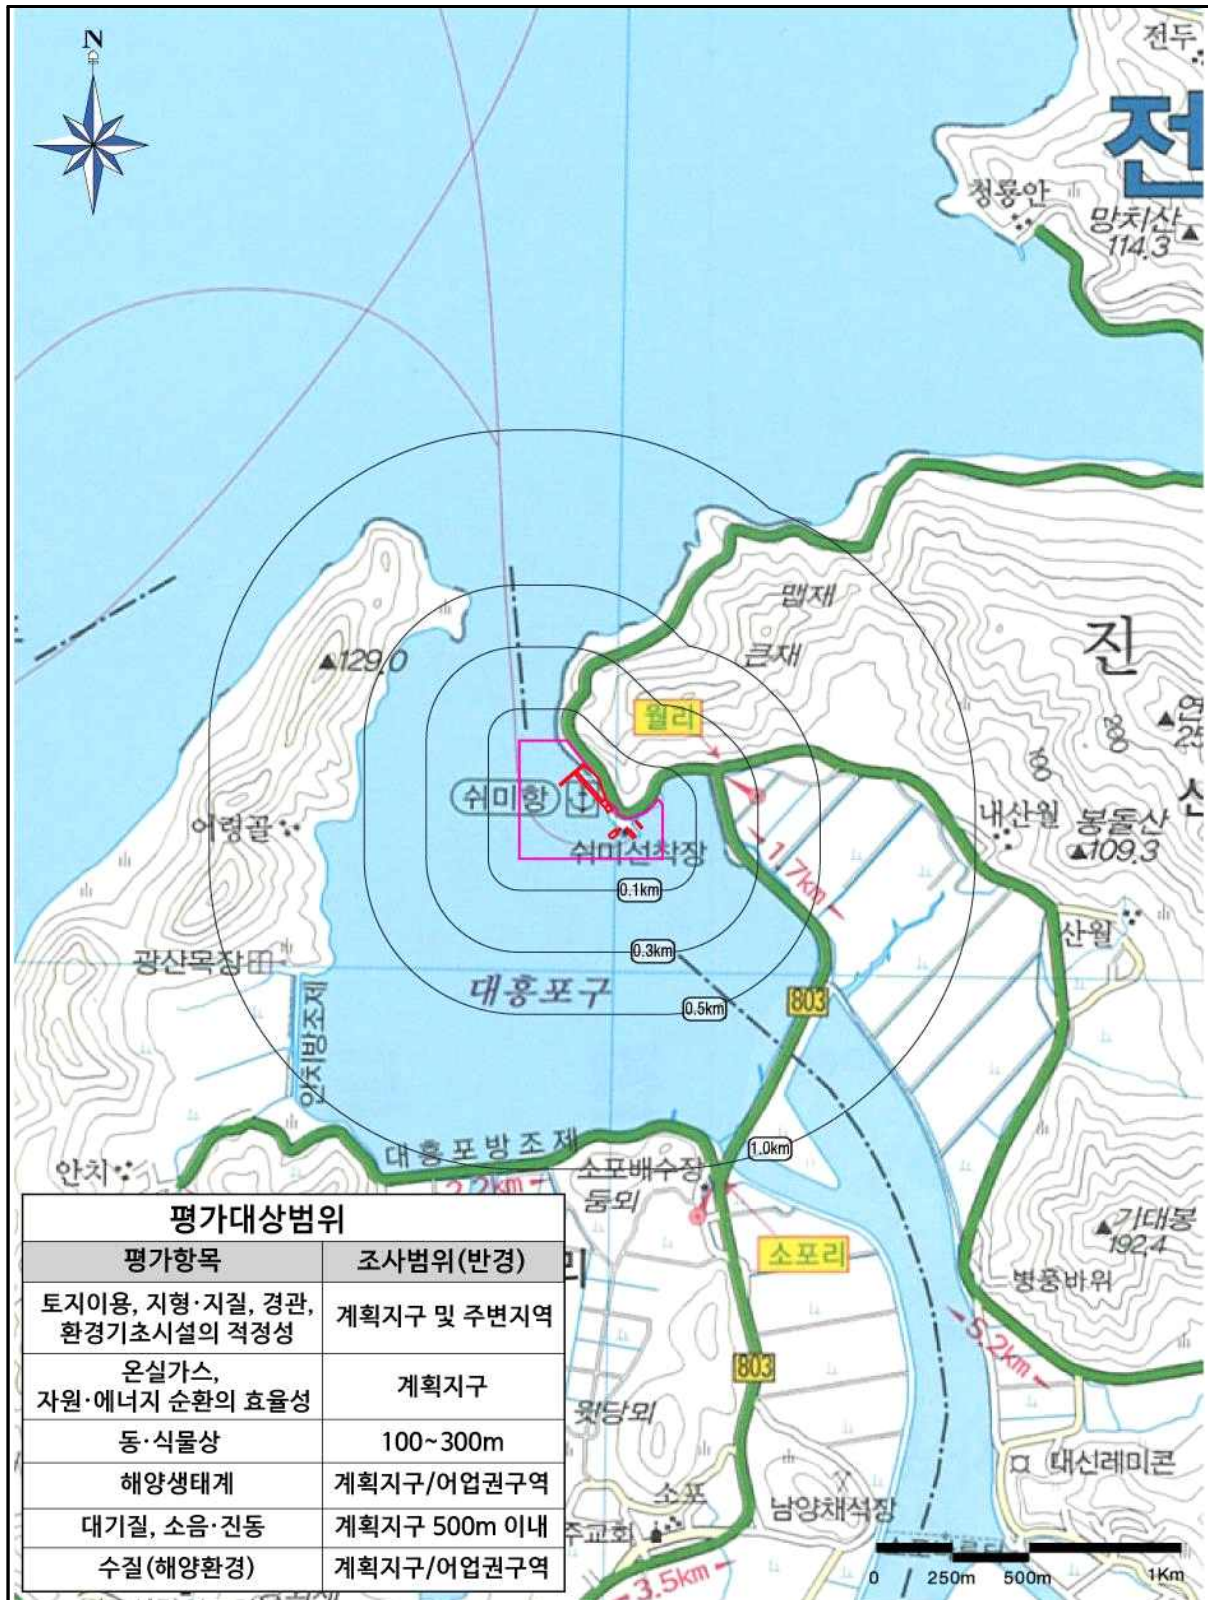 N
전두
전
청룡안
망치산
114.3
맵재
큰재
진
129.0
월리
200
100
쉬미항
쉬미선착장
어령골
내산월
봉돌산
109.3
1.7km
0.1km
산월
광산목장
0.3km
대흥포구
0.5km
803
안치방조제
1.0km
대흥포방조제
안치
2.2km
소포배수장
둠외
소포리
기대봉
192.4
병풍바위
5.2km
803
윗당외
대선레미콘
소포
남양채석장
주교회
3.5km
0 250m 500m 1Km
평가대상범위
평가항목 조사범위(반경)
토지이용, 지형·지질, 경관,
환경기초시설의 적정성 계획지구 및 주변지역
온실가스,
자원·에너지 순환의 효율성 계획지구
동·식물상 100~300m
해양생태계 계획지구/어업권구역
대기질, 소음·진동 계획지구 500m 이내
수질(해양환경) 계획지구/어업권구역